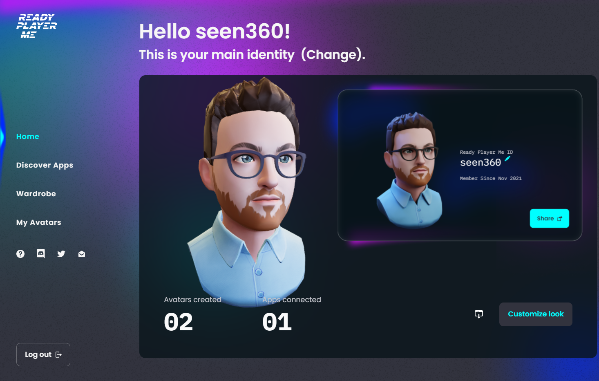 READY
PLAYER
ME
Hello seen360!
This is your main identity (Change).
Home
Discover Apps
Wardrobe
My Avatars
Log out
Ready Player Me ID
seen360
Member Since Nov 2021
Share
Avatars created
02
Apps connected
01
Customize look